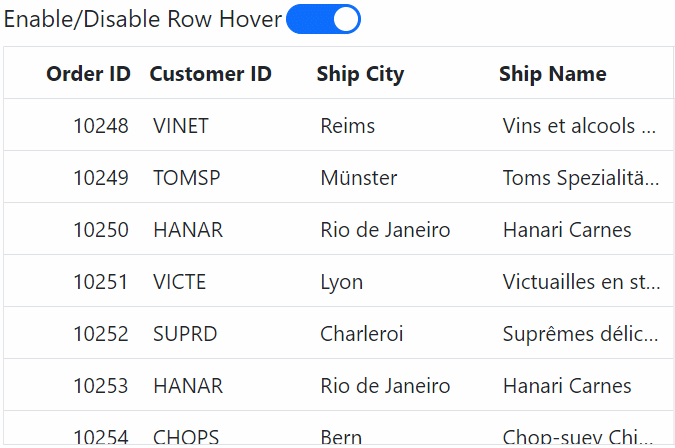 Enable/Disable Row Hover
Order ID Customer ID Ship City Ship Name
10248 VINET Reims Vins et alcools ...
10249 TOMSP Münster Toms Spezialitä...
10250 HANAR Rio de Janeiro Hanari Carnes
10251 VICTE Lyon Victuailles en st...
10252 SUPRD Charleroi Suprêmes délic...
10253 HANAR Rio de Janeiro Hanari Carnes
10254 CHOPS Bern Chop-suey Chi...